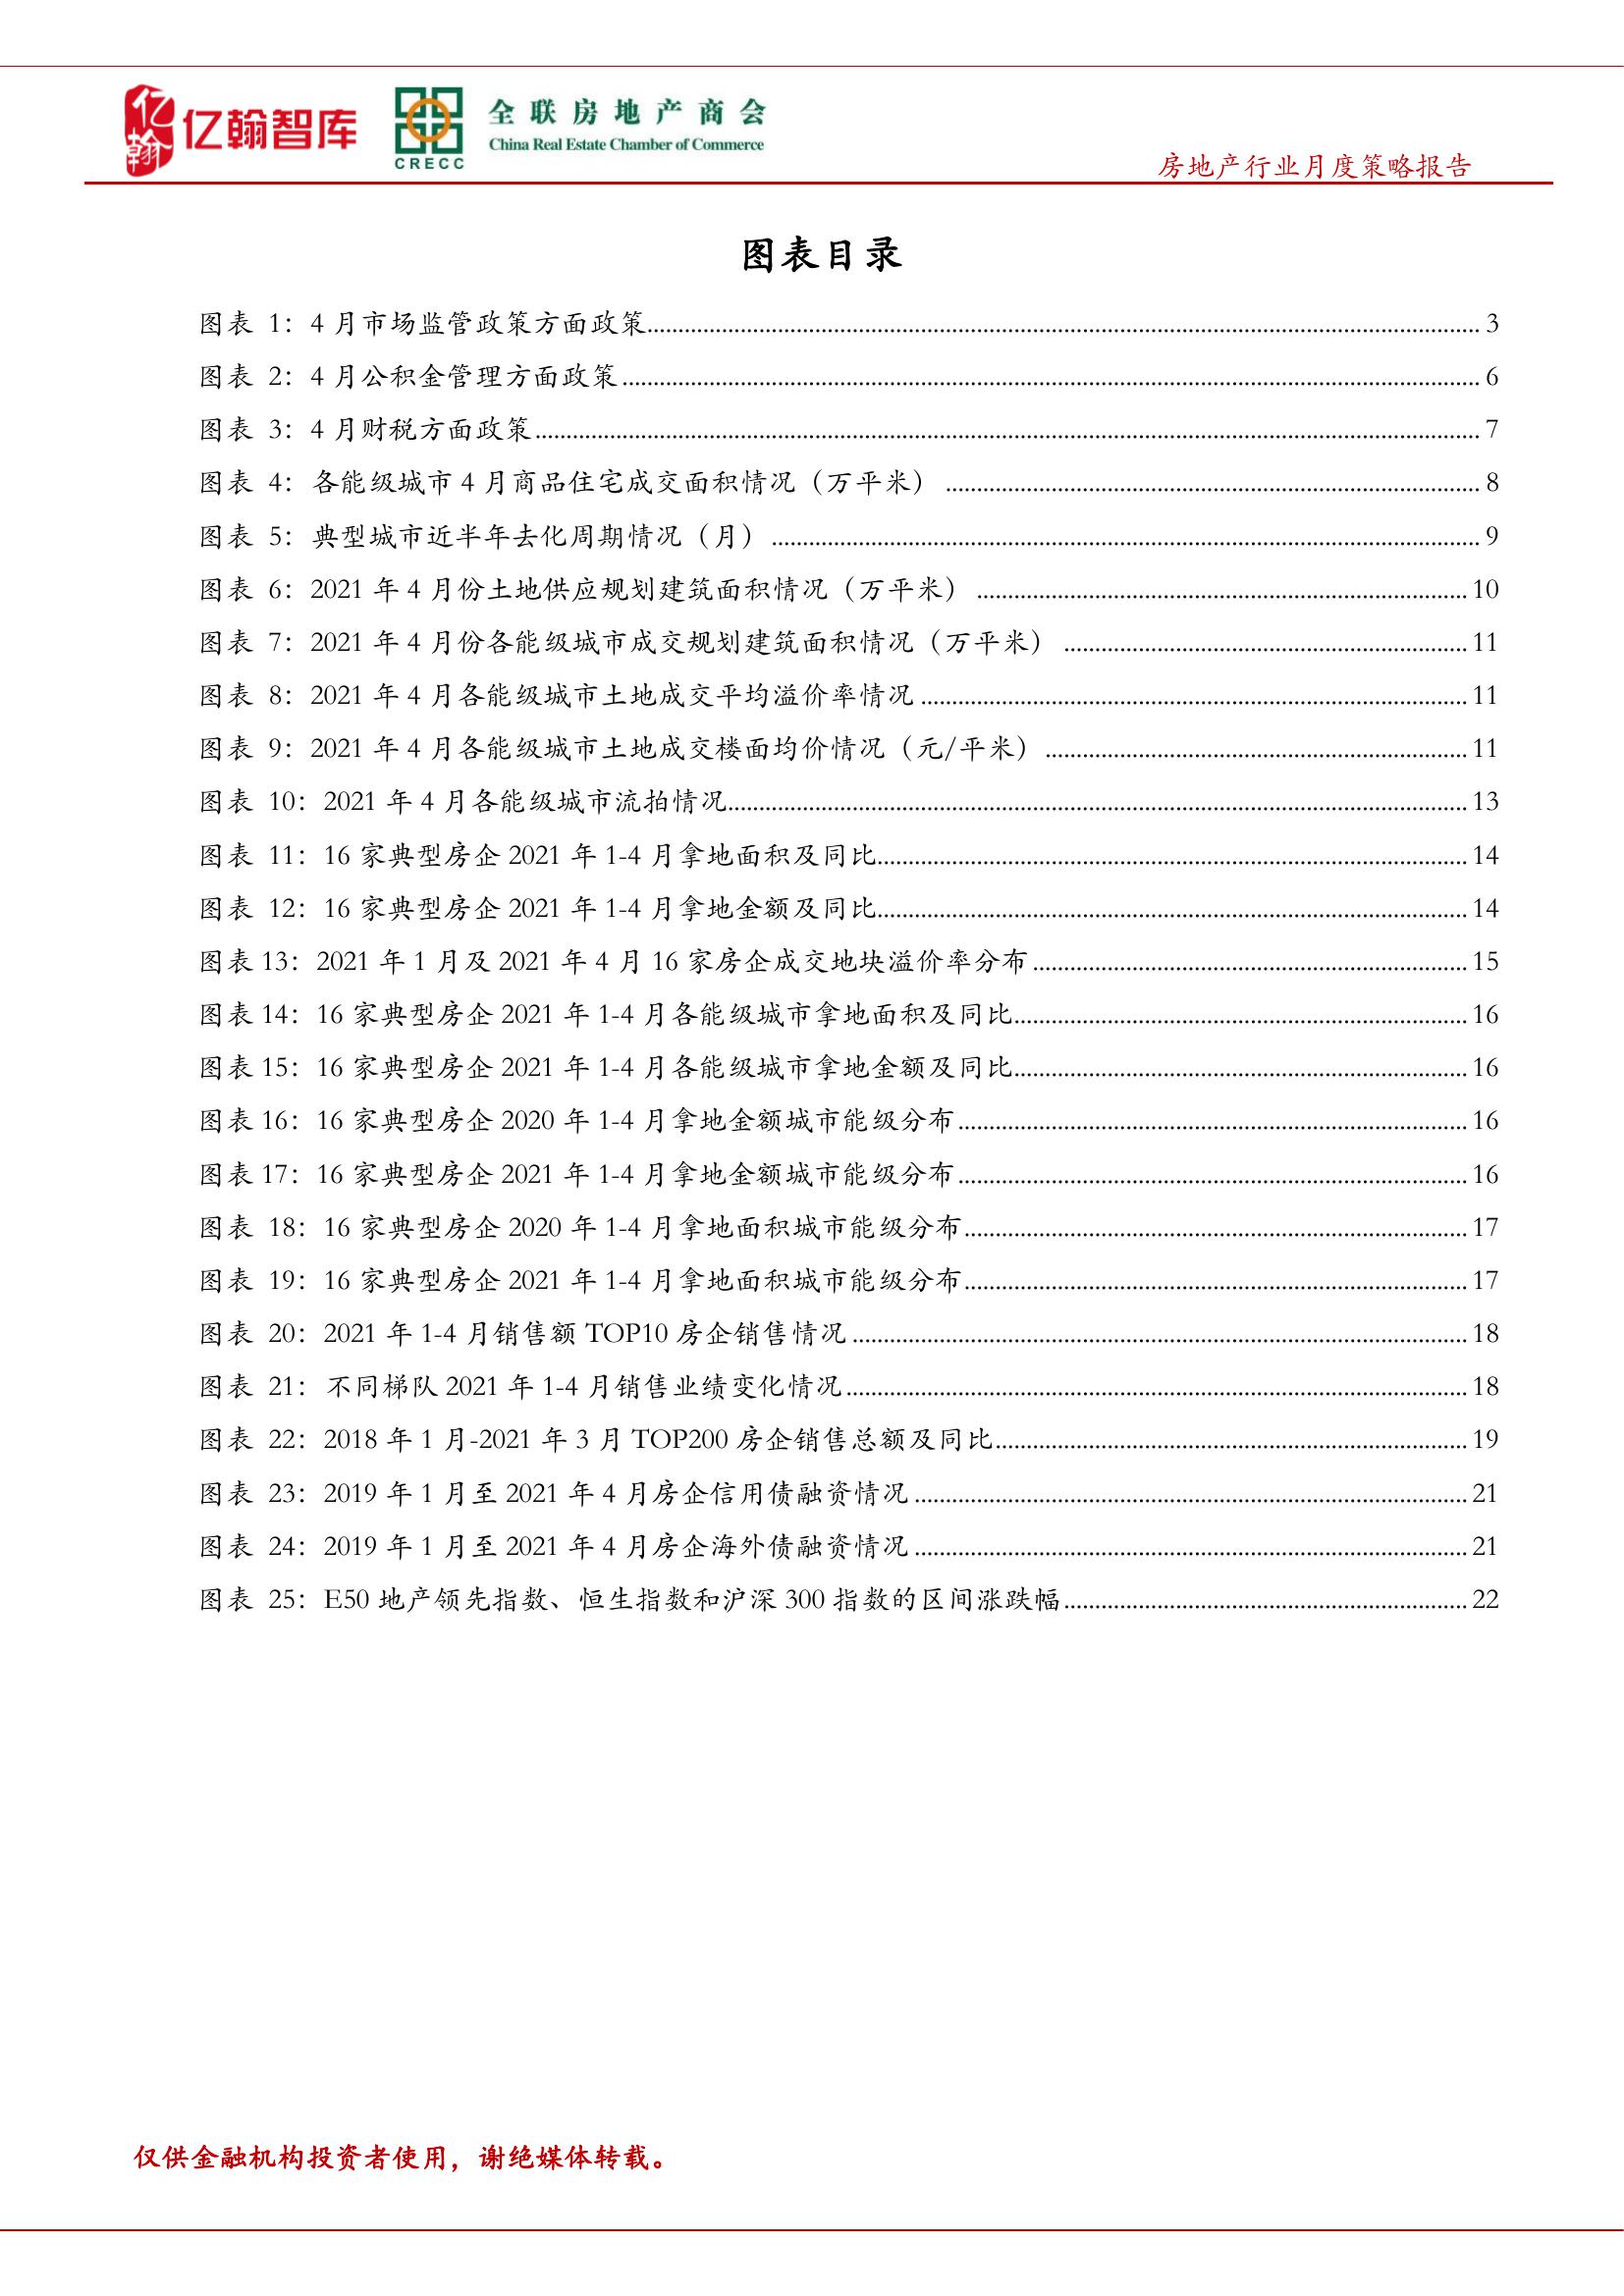 亿翰
亿翰智库
CRECC
全联房地产商会
China Real Estate Chamber of Commerce
房地产行业月度策略报告
图表目录
图表 1：4 月市场监管政策方面政策 3
图表 2：4 月公积金管理方面政策 6
图表 3：4 月财税方面政策 7
图表 4：各能级城市 4 月商品住宅成交面积情况（万平米） 8
图表 5：典型城市近半年去化周期情况（月） 9
图表 6：2021 年 4 月份土地供应规划建筑面积情况（万平米） 10
图表 7：2021 年 4 月份各能级城市成交规划建筑面积情况（万平米） 11
图表 8：2021 年 4 月各能级城市土地成交平均溢价率情况 11
图表 9：2021 年 4 月各能级城市土地成交楼面均价情况（元/平米） 11
图表 10：2021 年 4 月各能级城市流拍情况 13
图表 11：16 家典型房企 2021 年 1-4 月拿地面积及同比 14
图表 12：16 家典型房企 2021 年 1-4 月拿地金额及同比 14
图表 13：2021 年 1 月及 2021 年 4 月 16 家房企成交地块溢价率分布 15
图表 14：16 家典型房企 2021 年 1-4 月各能级城市拿地面积及同比 16
图表 15：16 家典型房企 2021 年 1-4 月各能级城市拿地金额及同比 16
图表 16：16 家典型房企 2020 年 1-4 月拿地金额城市能级分布 16
图表 17：16 家典型房企 2021 年 1-4 月拿地金额城市能级分布 16
图表 18：16 家典型房企 2020 年 1-4 月拿地面积城市能级分布 17
图表 19：16 家典型房企 2021 年 1-4 月拿地面积城市能级分布 17
图表 20：2021 年 1-4 月销售额 TOP10 房企销售情况 18
图表 21：不同梯队 2021 年 1-4 月销售业绩变化情况 18
图表 22：2018 年 1 月-2021 年 3 月 TOP200 房企销售总额及同比 19
图表 23：2019 年 1 月至 2021 年 4 月房企信用债融资情况 21
图表 24：2019 年 1 月至 2021 年 4 月房企海外债融资情况 21
图表 25：E50 地产领先指数、恒生指数和沪深 300 指数的区间涨跌幅 22
仅供金融机构投资者使用，谢绝媒体转载。